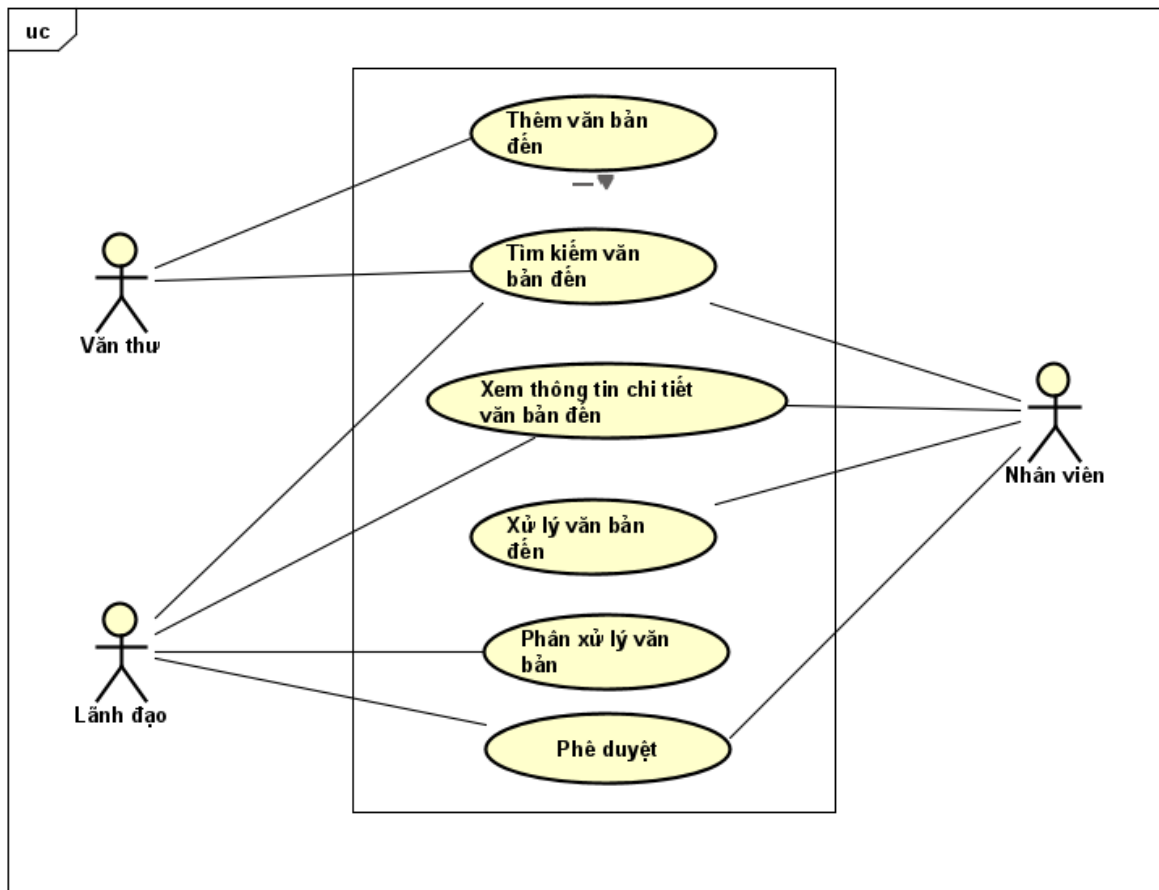 uc
Thêm văn bản
đến
Tìm kiếm văn
bản đến
Văn thư
Xem thông tin chi tiết
văn bản đến
Nhân viên
Xử lý văn bản
đến
Phân xử lý văn
bản
Lãnh đạo
Phê duyệt